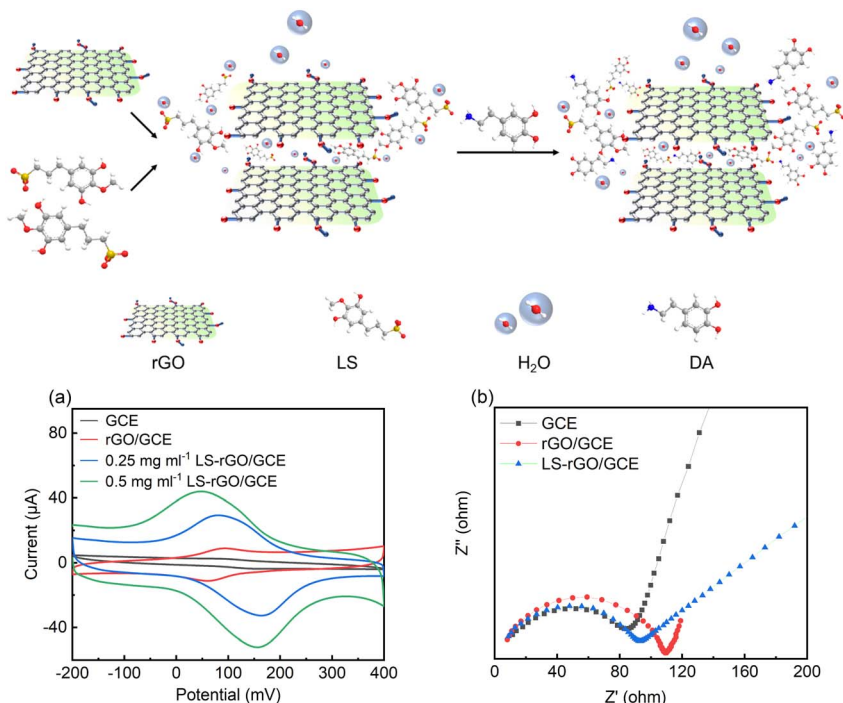 rGO
LS
H₂O
DA
(a)
GCE
rGO/GCE
0.25 mg ml⁻¹ LS-rGO/GCE
0.5 mg ml⁻¹ LS-rGO/GCE
80
40
0
-40
Current (μA)
-200
-100
0
100
200
300
400
Potential (mV)
(b)
GCE
rGO/GCE
LS-rGO/GCE
Z" (ohm)
0
40
80
120
160
200
Z' (ohm)